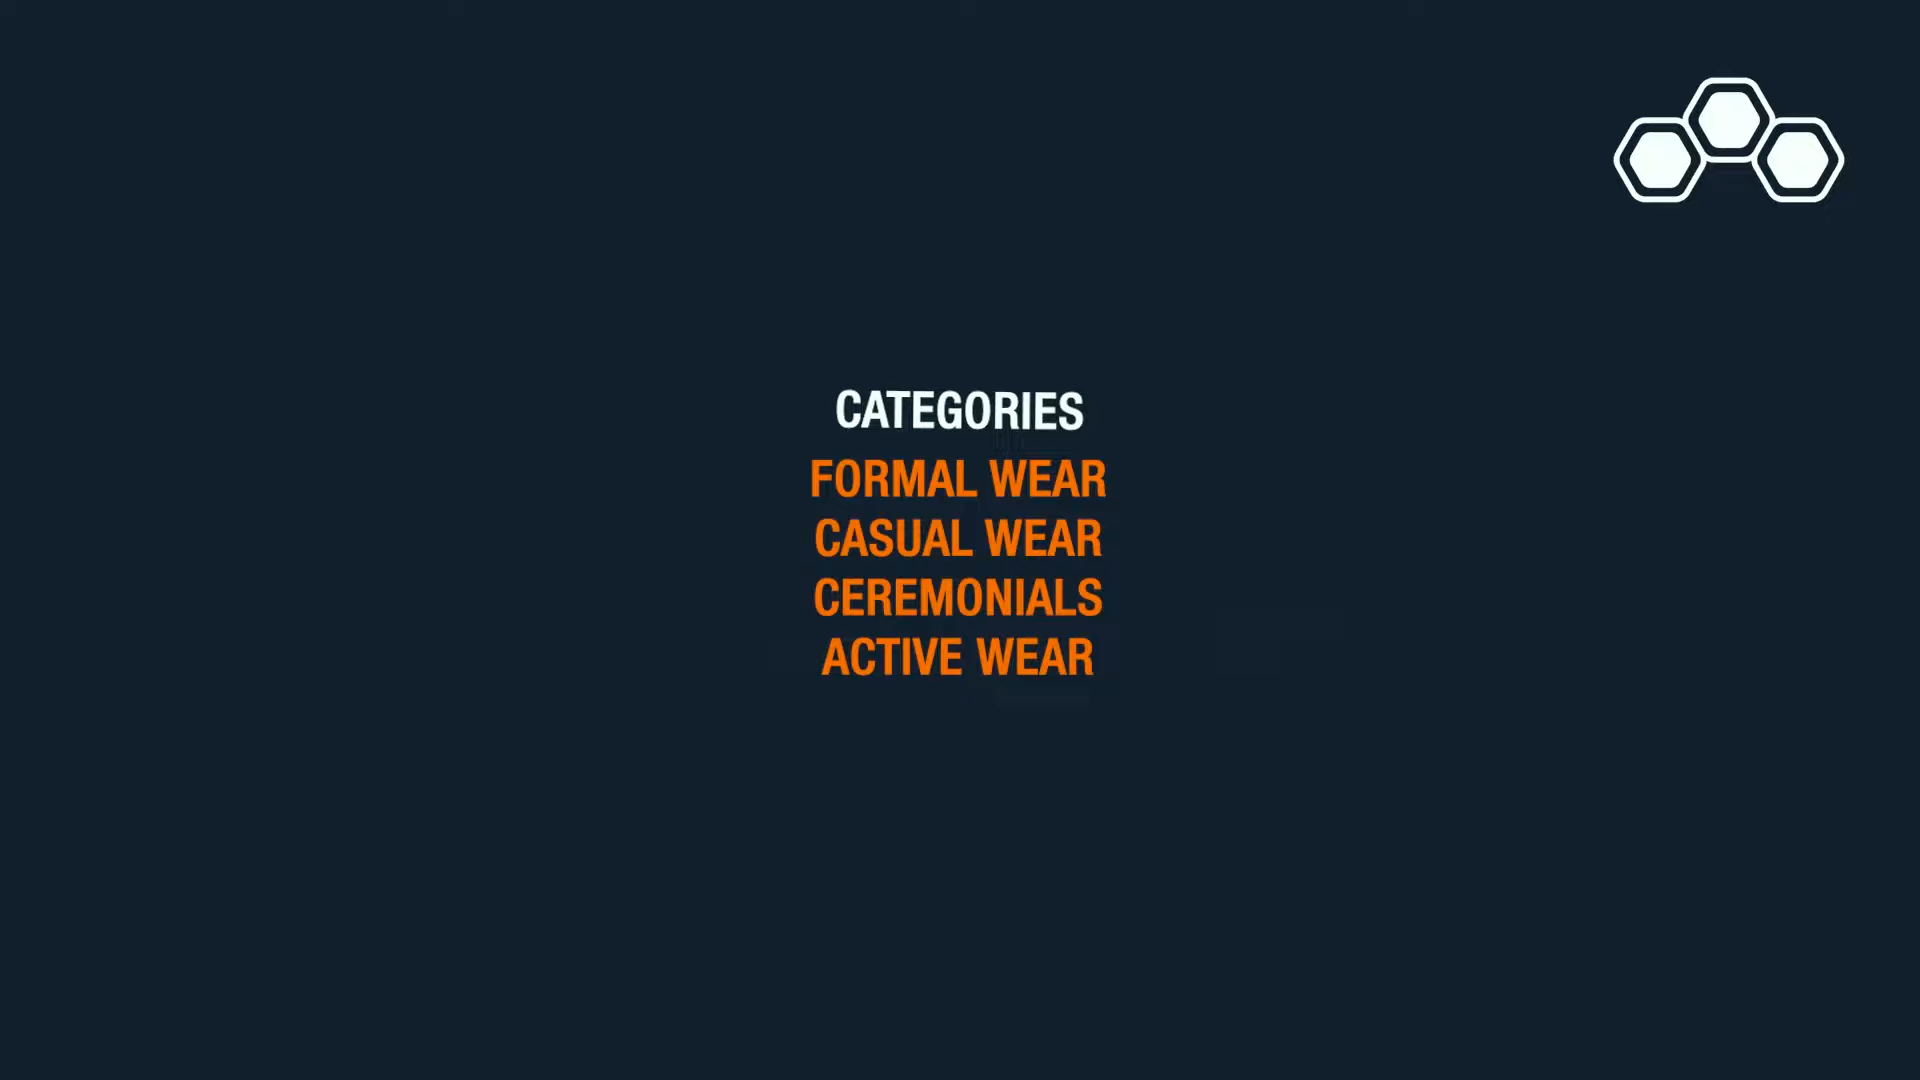 CATEGORIES
FORMAL WEAR
CASUAL WEAR
CEREMONIALS
ACTIVE WEAR